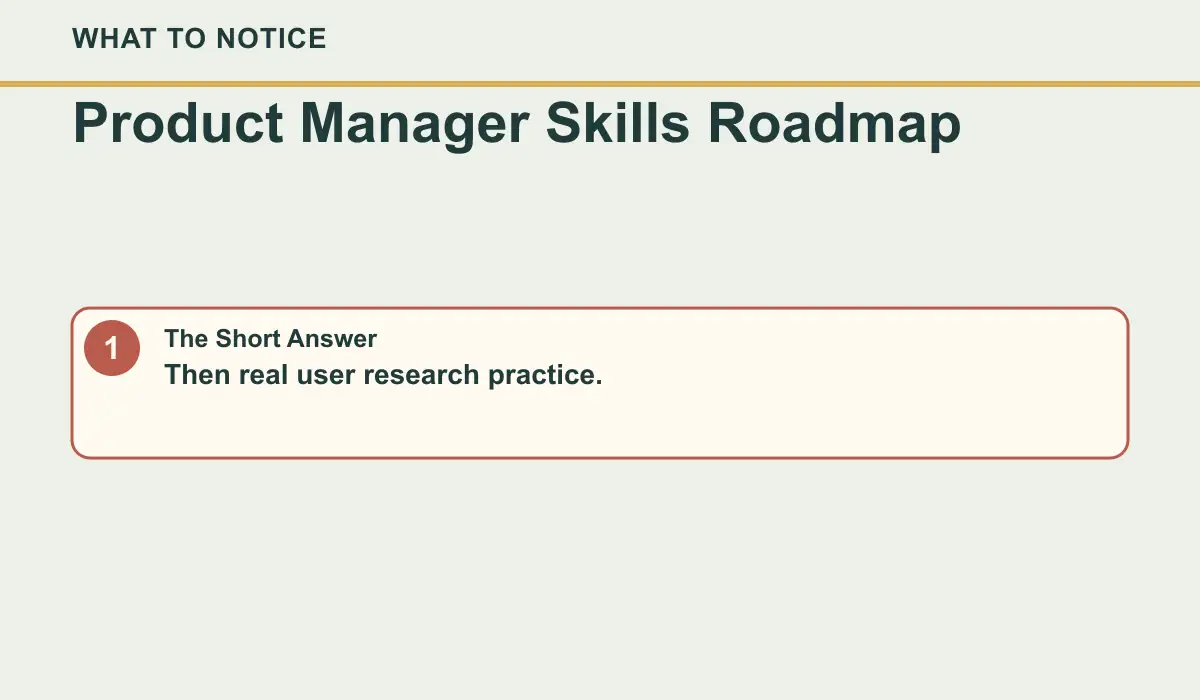 WHAT TO NOTICE
Product Manager Skills Roadmap
1
The Short Answer
Then real user research practice.